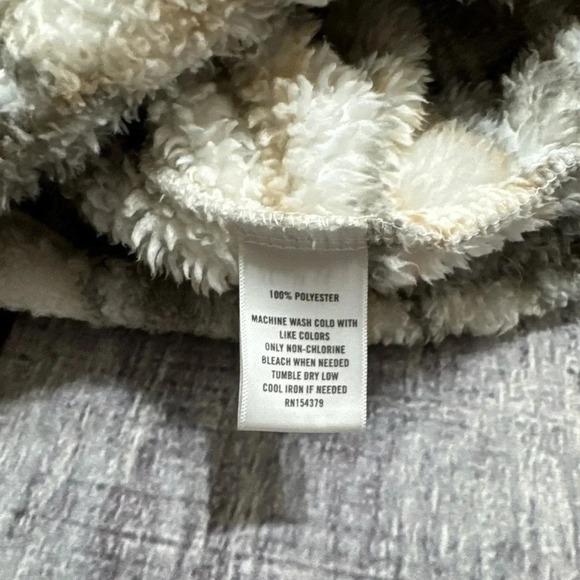 100% POLYESTER
MACHINE WASH COLD WITH
LIKE COLORS
ONLY NON-CHLORINE
BLEACH WHEN NEEDED
TUMBLE DRY LOW
COOL IRON IF NEEDED
RN154379